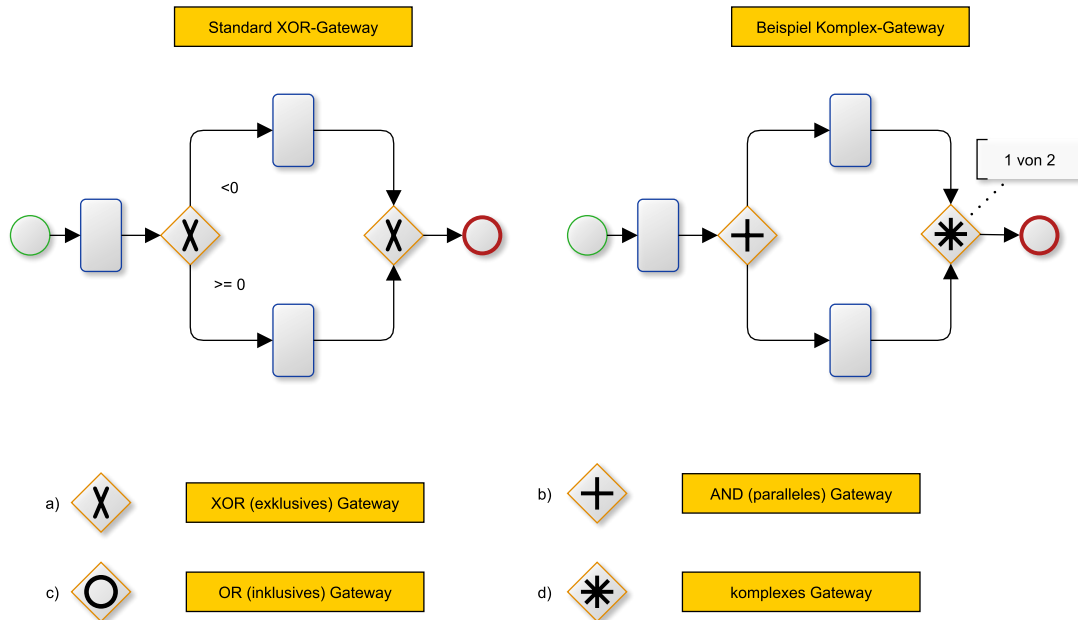 Standard XOR-Gateway
Beispiel Komplex-Gateway
<0
>= 0
1 von 2
a)
XOR (exklusives) Gateway
b)
AND (paralleles) Gateway
c)
OR (inklusives) Gateway
d)
komplexes Gateway